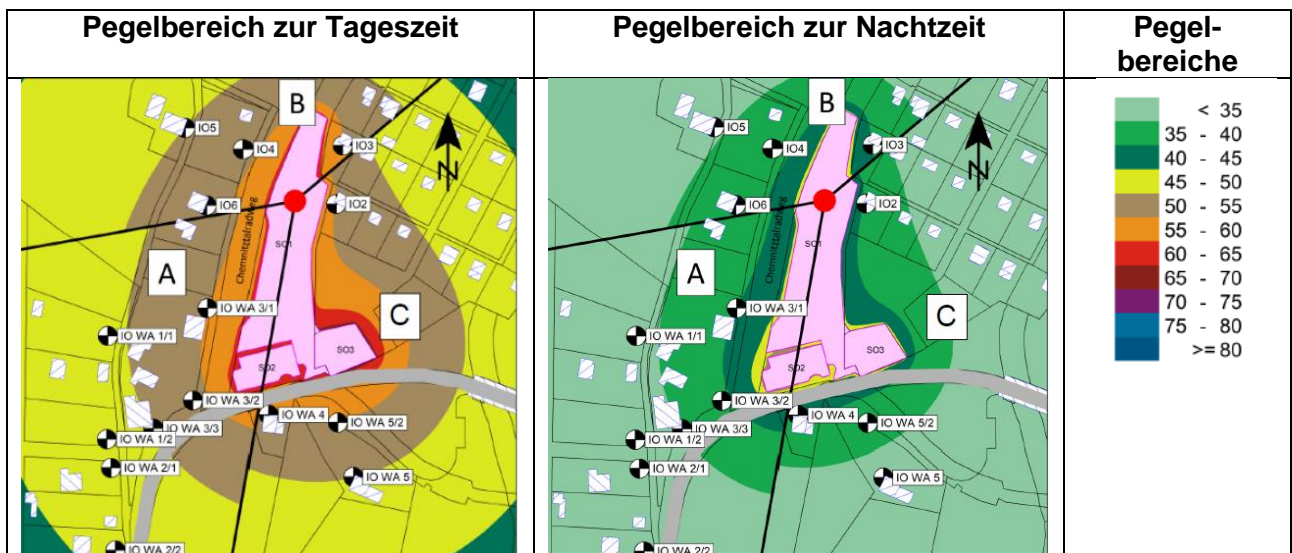 Pegelbereich zur Tageszeit
Pegelbereich zur Nachtzeit
Pegel-
bereiche
B
IO5
IO4
IO3
N
IO6
IO2
Chemnitztalradweg
SO1
A
IO WA 3/1
C
IO WA 1/1
SO3
SO2
IO WA 3/2
IO WA 4
IO WA 5/2
IO WA 3/3
IO WA 1/2
IO WA 2/1
IO WA 5
IO WA 2/2
B
IO5
IO4
IO3
N
IO6
IO2
Chemnitztalradweg
SO1
A
IO WA 3/1
C
IO WA 1/1
SO3
SO2
IO WA 3/2
IO WA 4
IO WA 5/2
IO WA 3/3
IO WA 1/2
IO WA 2/1
IO WA 5
IO WA 2/2
< 35
35 - 40
40 - 45
45 - 50
50 - 55
55 - 60
60 - 65
65 - 70
70 - 75
75 - 80
>= 80